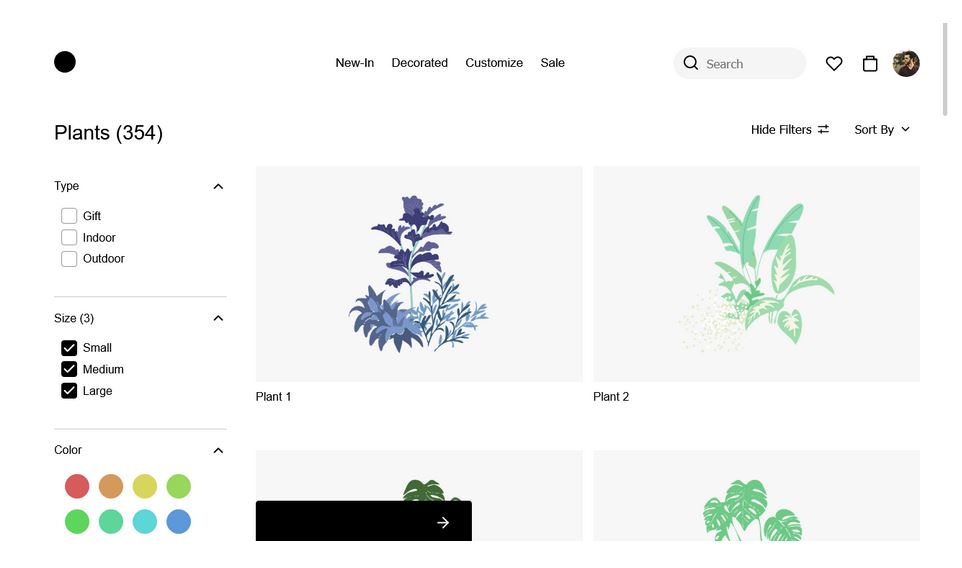 New-In Decorated Customize Sale Search
Plants (354)
Hide Filters Sort By
Type
Gift
Indoor
Outdoor
Size (3)
Small
Medium
Large
Color
Plant 1
Plant 2